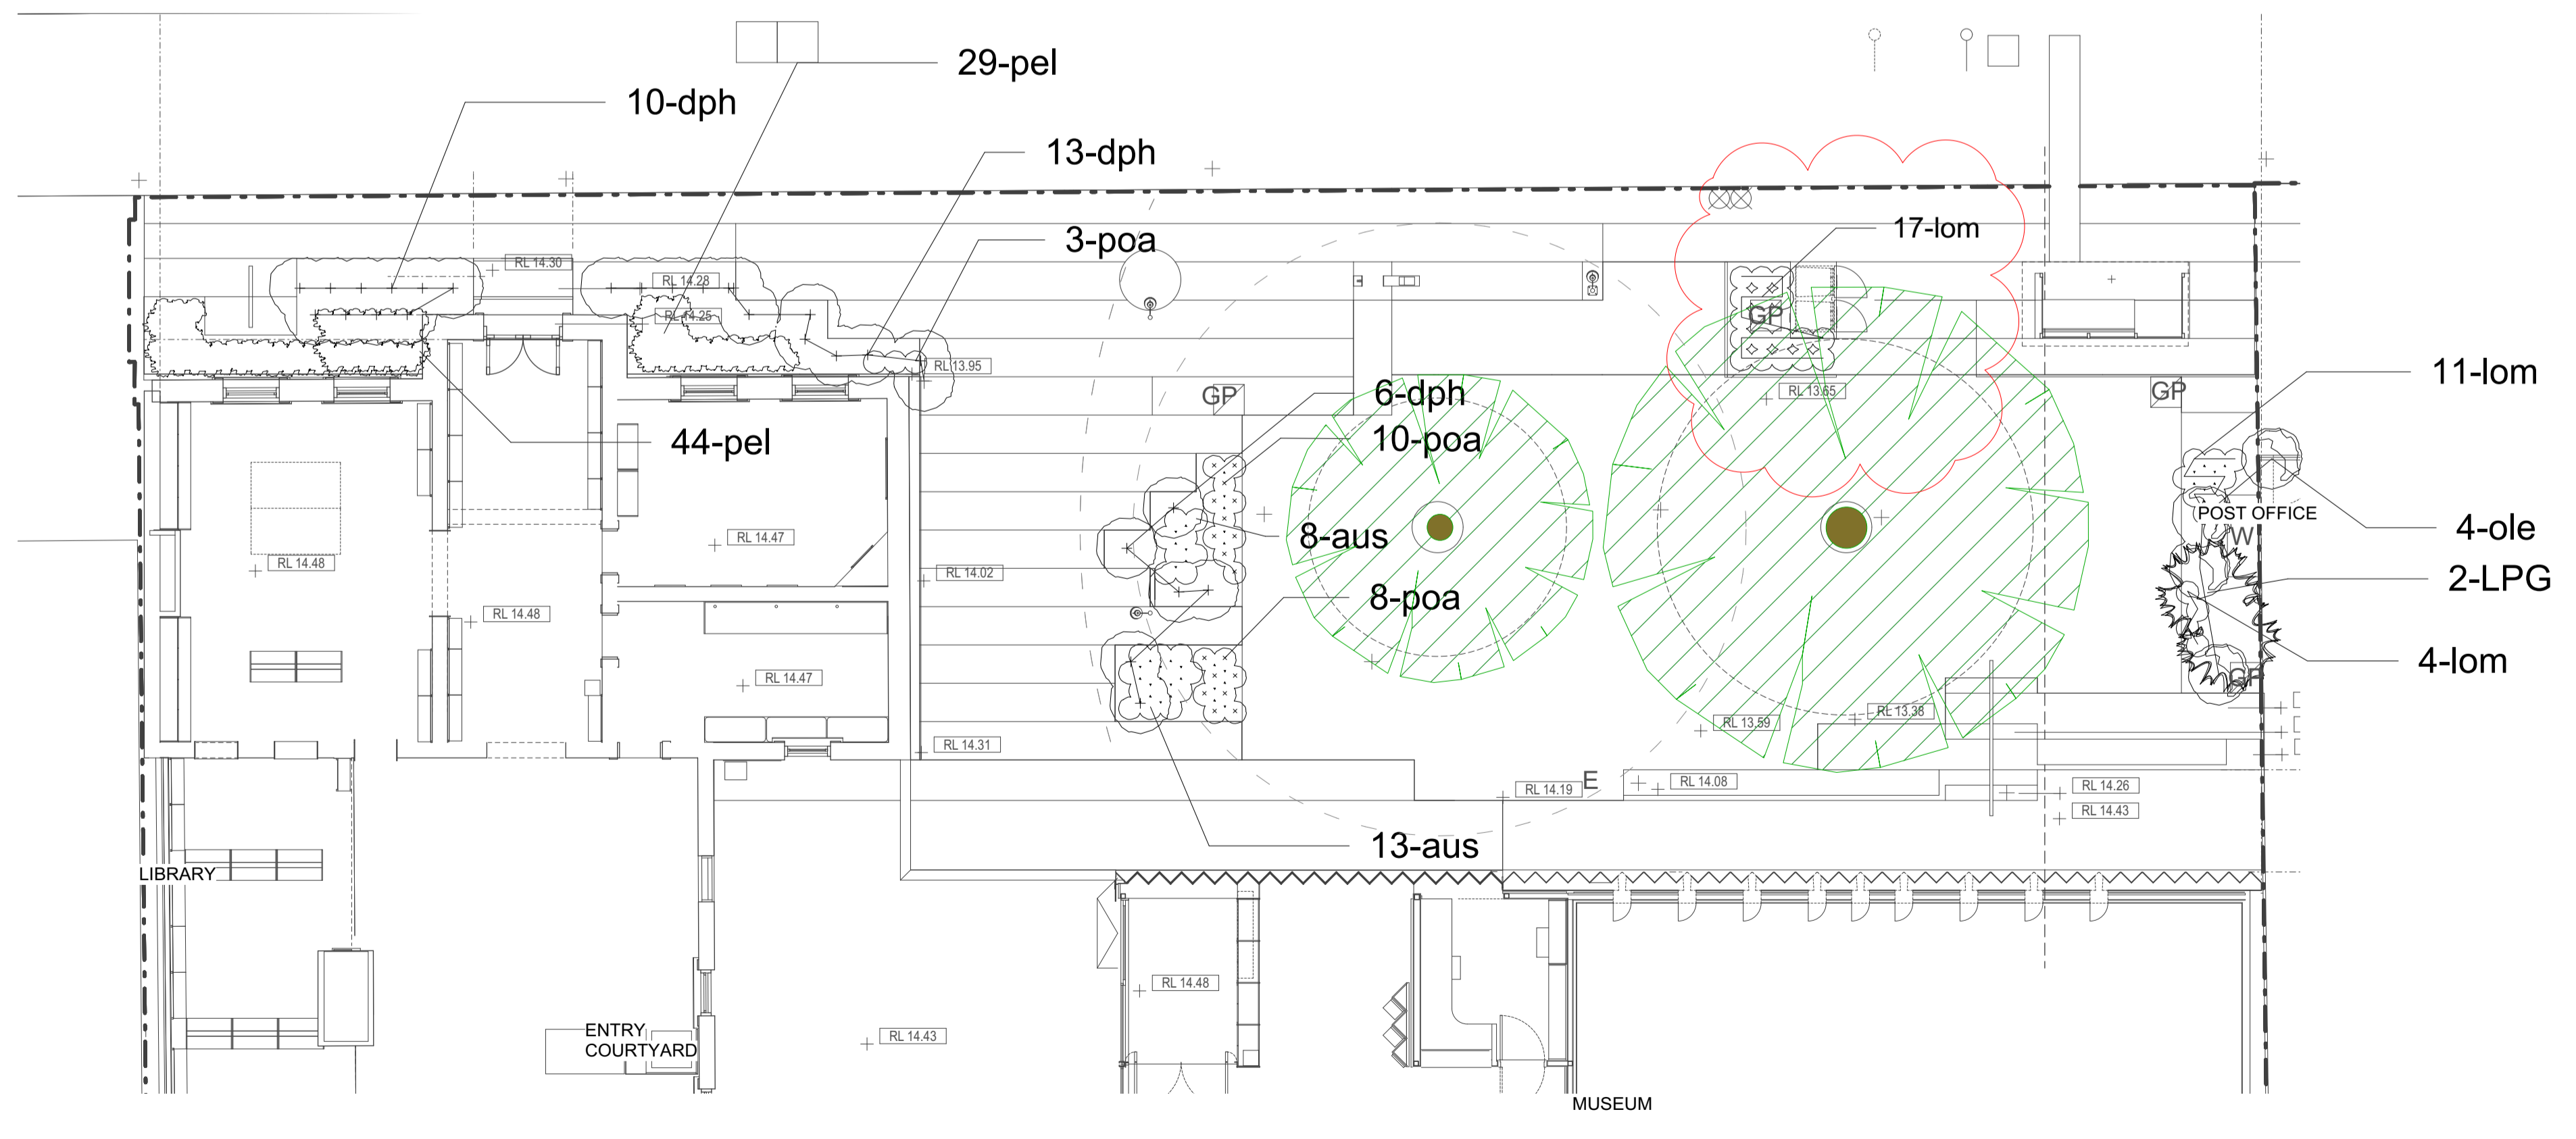 29-pel
10-dph
13-dph
17-lom
3-poa
RL 14.30
RL 14.28
RL 14.25
GP
RL 13.95
11-lom
GP
6-dph
RL 13.65
GP
10-poa
44-pel
POST OFFICE
W
4-ole
8-aus
RL 14.47
RL 14.48
RL 14.02
2-LPG
8-poa
RL 14.48
4-lom
RL 14.47
GP
RL 13.59
RL 13.38
RL 14.31
E
RL 14.19
RL 14.08
RL 14.26
RL 14.43
13-aus
LIBRARY
RL 14.48
ENTRY
COURTYARD
RL 14.43
MUSEUM